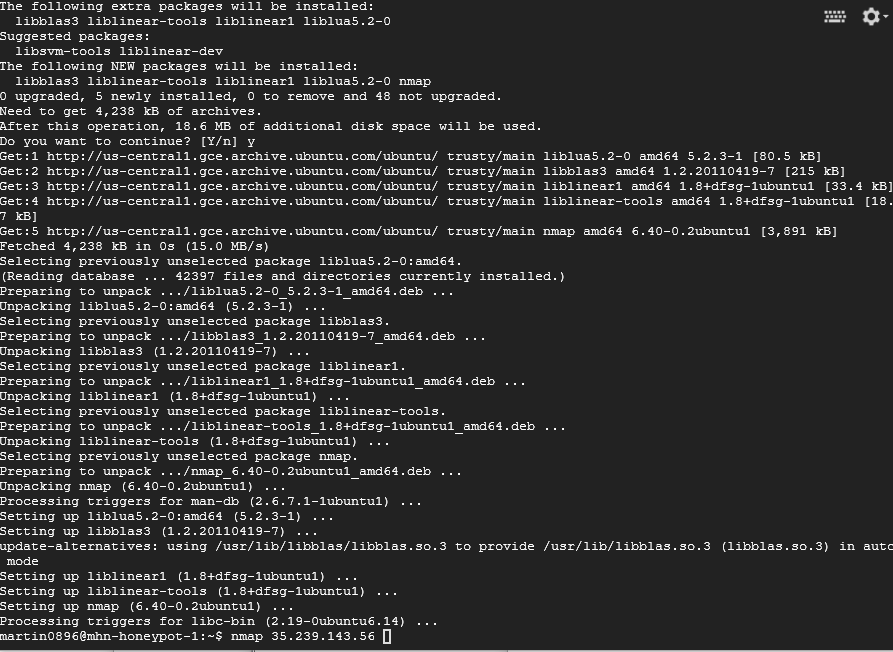 The following extra packages will be installed:
  libblas3 liblinear-tools liblinear1 liblua5.2-0
Suggested packages:
  libsvm-tools liblinear-dev
The following NEW packages will be installed:
  libblas3 liblinear-tools liblinear1 liblua5.2-0 nmap
0 upgraded, 5 newly installed, 0 to remove and 48 not upgraded.
Need to get 4,238 kB of archives.
After this operation, 18.6 MB of additional disk space will be used.
Do you want to continue? [Y/n] y
Get:1 http://us-central1.gce.archive.ubuntu.com/ubuntu/ trusty/main liblua5.2-0 amd64 5.2.3-1 [80.5 kB]
Get:2 http://us-central1.gce.archive.ubuntu.com/ubuntu/ trusty/main libblas3 amd64 1.2.20110419-7 [215 kB]
Get:3 http://us-central1.gce.archive.ubuntu.com/ubuntu/ trusty/main liblinear1 amd64 1.8+dfsg-1ubuntu1 [33.4 kB]
Get:4 http://us-central1.gce.archive.ubuntu.com/ubuntu/ trusty/main liblinear-tools amd64 1.8+dfsg-1ubuntu1 [18.
7 kB]
Get:5 http://us-central1.gce.archive.ubuntu.com/ubuntu/ trusty/main nmap amd64 6.40-0.2ubuntu1 [3,891 kB]
Fetched 4,238 kB in 0s (15.0 MB/s)
Selecting previously unselected package liblua5.2-0:amd64.
(Reading database ... 42397 files and directories currently installed.)
Preparing to unpack .../liblua5.2-0_5.2.3-1_amd64.deb ...
Unpacking liblua5.2-0:amd64 (5.2.3-1) ...
Selecting previously unselected package libblas3.
Preparing to unpack .../libblas3_1.2.20110419-7_amd64.deb ...
Unpacking libblas3 (1.2.20110419-7) ...
Selecting previously unselected package liblinear1.
Preparing to unpack .../liblinear1_1.8+dfsg-1ubuntu1_amd64.deb ...
Unpacking liblinear1 (1.8+dfsg-1ubuntu1) ...
Selecting previously unselected package liblinear-tools.
Preparing to unpack .../liblinear-tools_1.8+dfsg-1ubuntu1_amd64.deb ...
Unpacking liblinear-tools (1.8+dfsg-1ubuntu1) ...
Selecting previously unselected package nmap.
Preparing to unpack .../nmap_6.40-0.2ubuntu1_amd64.deb ...
Unpacking nmap (6.40-0.2ubuntu1) ...
Processing triggers for man-db (2.6.7.1-1ubuntu1) ...
Setting up liblua5.2-0:amd64 (5.2.3-1) ...
Setting up libblas3 (1.2.20110419-7) ...
update-alternatives: using /usr/lib/libblas/libblas.so.3 to provide /usr/lib/libblas.so.3 (libblas.so.3) in auto
 mode
Setting up liblinear1 (1.8+dfsg-1ubuntu1) ...
Setting up liblinear-tools (1.8+dfsg-1ubuntu1) ...
Setting up nmap (6.40-0.2ubuntu1) ...
Processing triggers for libc-bin (2.19-0ubuntu6.14) ...
martin0896@mhn-honeypot-1:~$ nmap 35.239.143.56